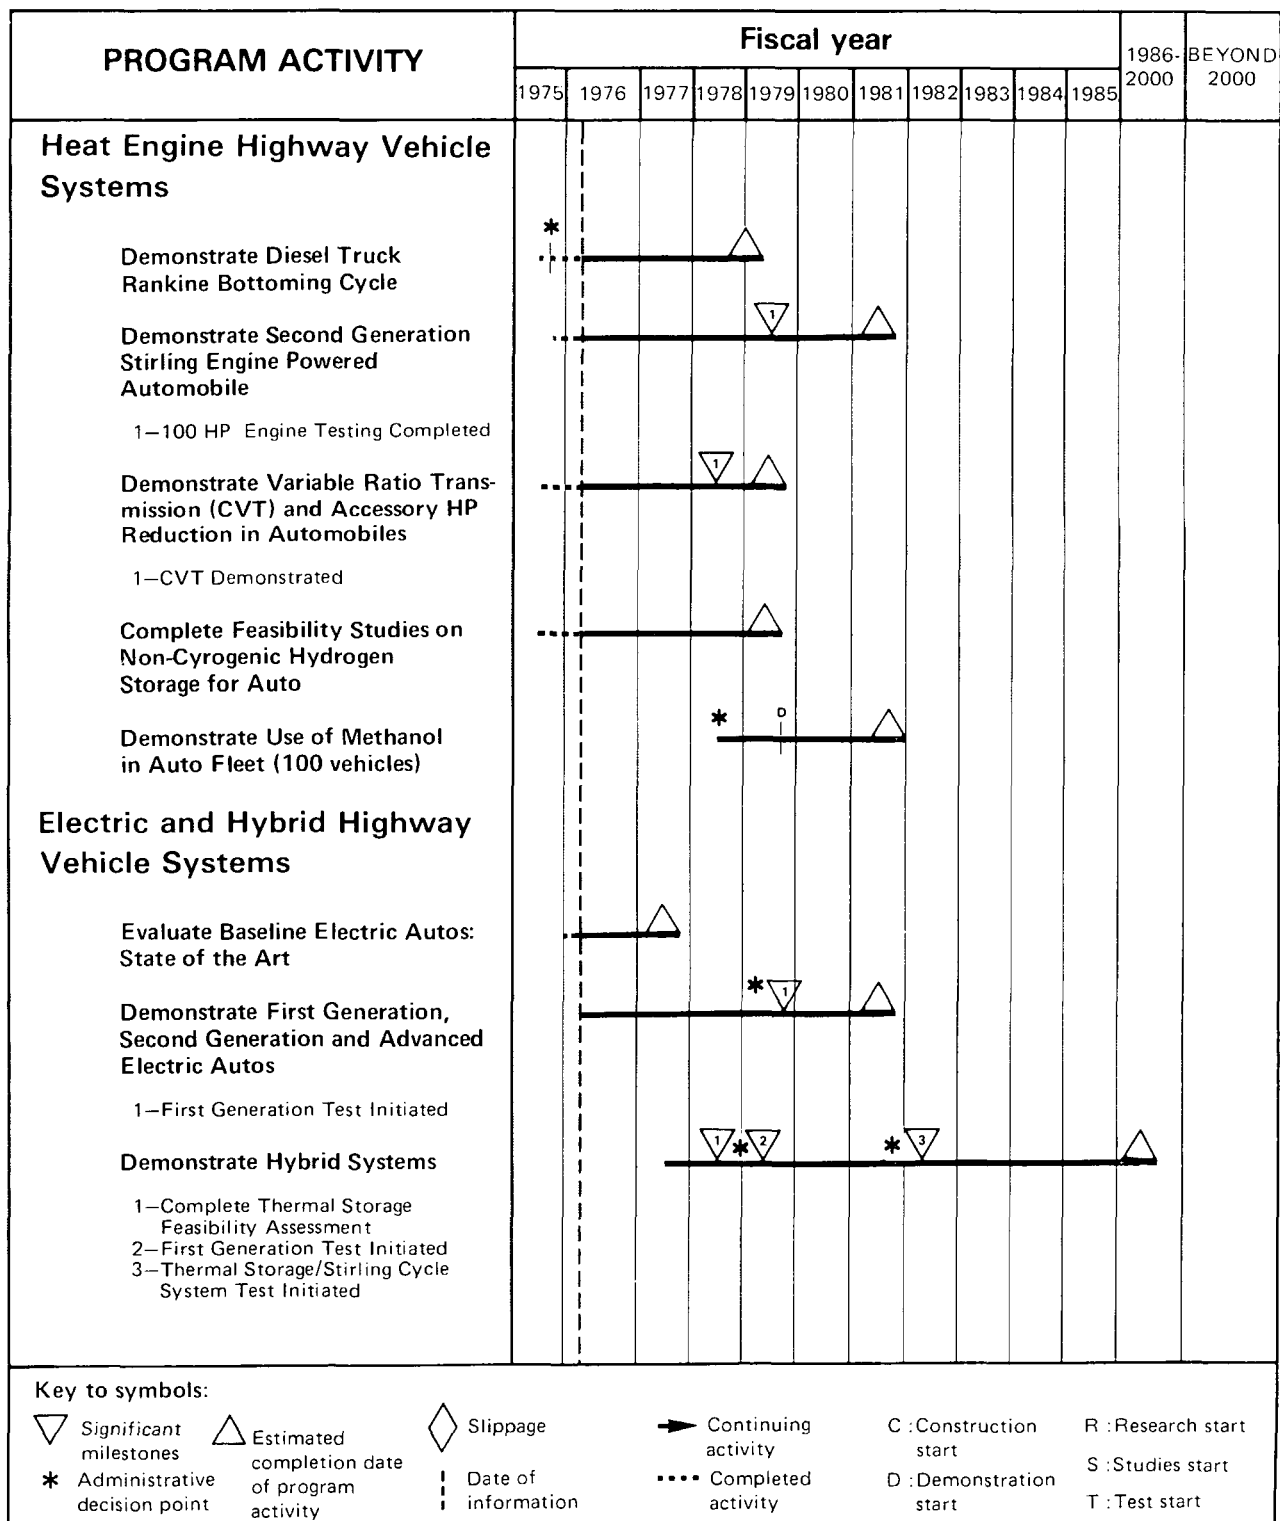 PROGRAM ACTIVITY
Fiscal year
1975 1976 1977 1978 1979 1980 1981 1982 1983 1984 1985
1986-
2000
BEYOND
2000
Heat Engine Highway Vehicle
Systems
*
Demonstrate Diesel Truck
Rankine Bottoming Cycle
1
Demonstrate Second Generation
Stirling Engine Powered
Automobile
1—100 HP Engine Testing Completed
1
Demonstrate Variable Ratio Trans-
mission (CVT) and Accessory HP
Reduction in Automobiles
1—CVT Demonstrated
Complete Feasibility Studies on
Non-Cyrogenic Hydrogen
Storage for Auto
* D
Demonstrate Use of Methanol
in Auto Fleet (100 vehicles)
Electric and Hybrid Highway
Vehicle Systems
Evaluate Baseline Electric Autos:
State of the Art
* 1
Demonstrate First Generation,
Second Generation and Advanced
Electric Autos
1—First Generation Test Initiated
1 * 2 * 3
Demonstrate Hybrid Systems
1—Complete Thermal Storage
Feasibility Assessment
2—First Generation Test Initiated
3—Thermal Storage/Stirling Cycle
System Test Initiated
Key to symbols:
Significant
milestones
* Administrative
decision point
Estimated
completion date
of program
activity
Slippage
Date of
information
Continuing
activity
Completed
activity
C : Construction
start
D : Demonstration
start
R : Research start
S : Studies start
T : Test start